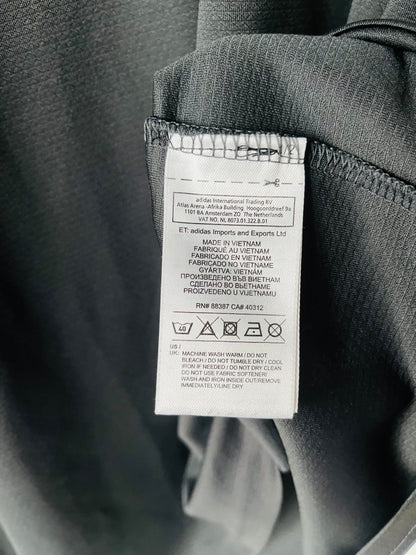 adidas International Trading BV
Atlas Arena -Afrika Building Hoogoorddreef 9a
1101 BA Amsterdam ZO The Netherlands
VAT NO. NL 8073.01.322.B.01
ET: adidas Imports and Exports Ltd
MADE IN VIETNAM
FABRIQUÉ AU VIETNAM
FABRICADO EN VIETNAM
FABRICADO NO VIETNAME
GYÁRTVA: VIETNÁM
ПРОИЗВЕДЕНО ВЪВ ВИЕТНАМ
СДЕЛАНО ВО ВЬЕТНАМЕ
PROIZVEDENO U VIJETNAMU
RN# 88387 CA# 40312
40
US /
UK: MACHINE WASH WARM / DO NOT
BLEACH / DO NOT TUMBLE DRY / COOL
IRON IF NEEDED / DO NOT DRY CLEAN
DO NOT USE FABRIC SOFTENER/
WASH AND IRON INSIDE OUT/REMOVE
IMMEDIATELY/LINE DRY